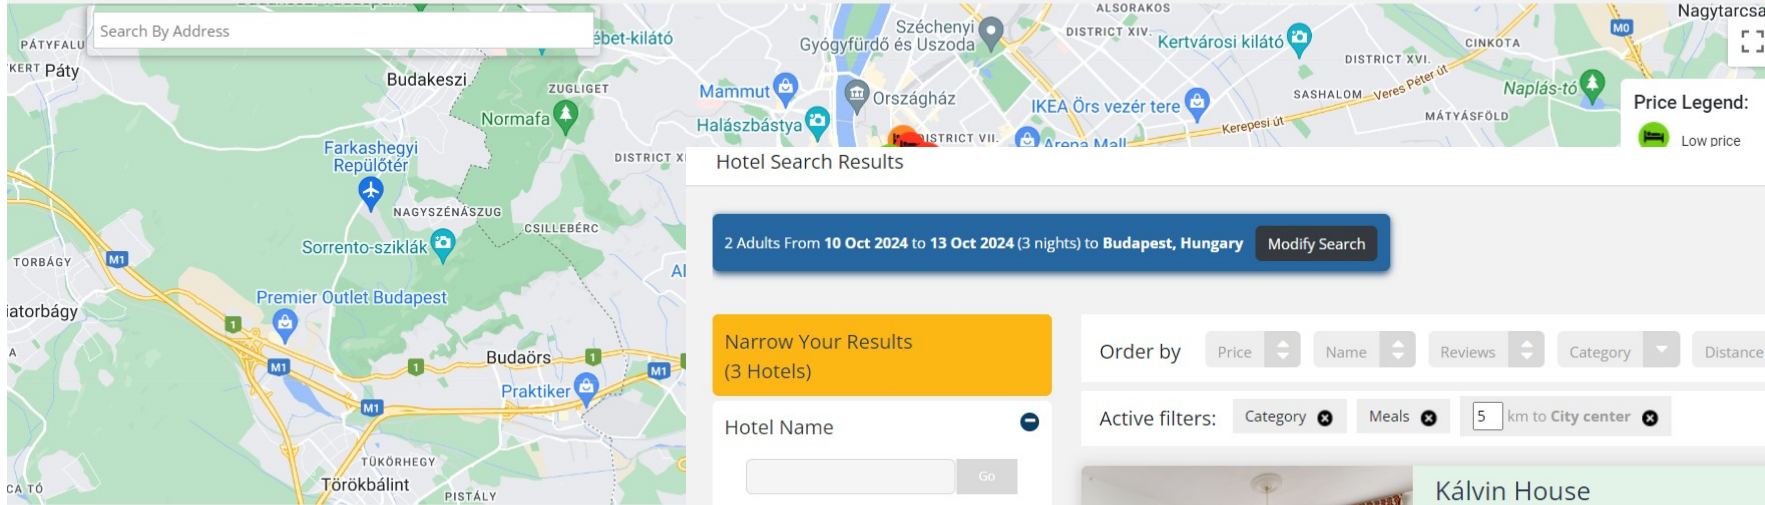 Search By Address
ébet-kilátó
PÁTYFALU
KERT Páty
Budakeszi
ZUGLIGET
Normafa
Farkashegyi
Repülőtér
DISTRICT X
NAGYSZÉNÁSZUG
CSILLEBÉRC
Sorrento-sziklák
TORBÁGY
M1
Al
Premier Outlet Budapest
iatorbágy
1
A
M1
Budaörs
1
1
M1
Praktiker
M1
TÜKÖRHEGY
Törökbálint
CA TÓ
PISTÁLY
ALSÓRÁKOS
Széchenyi
Gyógyfürdő és Uszoda
DISTRICT XIV.
Kertvárosi kilátó
CINKOTA
M0
Nagytarcsa
DISTRICT XVI.
Mammut
Országház
IKEA Örs vezér tere
SASHALOM
Veres Péter út
Naplás-tó
MÁTYÁSFÖLD
Halászbástya
DISTRICT VII.
Kerepesi út
Arena Mall
Price Legend:
Low price
Hotel Search Results
2 Adults From 10 Oct 2024 to 13 Oct 2024 (3 nights) to Budapest, Hungary Modify Search
Narrow Your Results
(3 Hotels)
Order by Price Name Reviews Category Distance
Active filters: Category Meals 5 km to City center
Hotel Name
Go
Kálvin House